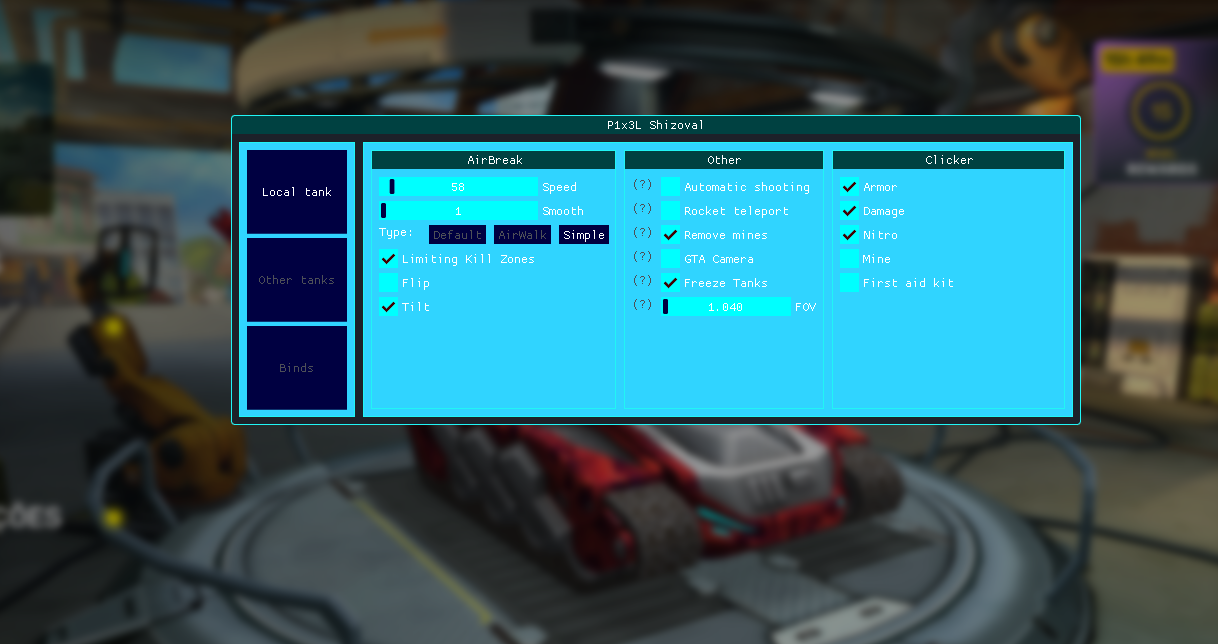 P1x3L Shizoval
Local tank
Other tanks
Binds
AirBreak
58 Speed
1 Smooth
Type: Default AirWalk Simple
Limiting Kill Zones
Flip
Tilt
Other
(?) Automatic shooting
(?) Rocket teleport
(?) Remove mines
(?) GTA Camera
(?) Freeze Tanks
(?) 1.040 FOV
Clicker
Armor
Damage
Nitro
Mine
First aid kit
ÇÕES